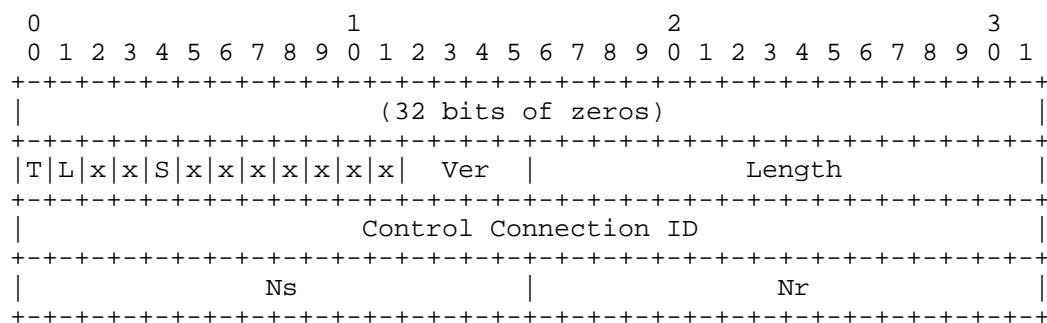 0                   1                   2                   3
 0 1 2 3 4 5 6 7 8 9 0 1 2 3 4 5 6 7 8 9 0 1 2 3 4 5 6 7 8 9 0 1
+-+-+-+-+-+-+-+-+-+-+-+-+-+-+-+-+-+-+-+-+-+-+-+-+-+-+-+-+-+-+-+-+
|                      (32 bits of zeros)                       |
+-+-+-+-+-+-+-+-+-+-+-+-+-+-+-+-+-+-+-+-+-+-+-+-+-+-+-+-+-+-+-+-+
|T|L|x|x|S|x|x|x|x|x|x|x|  Ver  |             Length            |
+-+-+-+-+-+-+-+-+-+-+-+-+-+-+-+-+-+-+-+-+-+-+-+-+-+-+-+-+-+-+-+-+
|                     Control Connection ID                     |
+-+-+-+-+-+-+-+-+-+-+-+-+-+-+-+-+-+-+-+-+-+-+-+-+-+-+-+-+-+-+-+-+
|               Ns              |               Nr              |
+-+-+-+-+-+-+-+-+-+-+-+-+-+-+-+-+-+-+-+-+-+-+-+-+-+-+-+-+-+-+-+-+